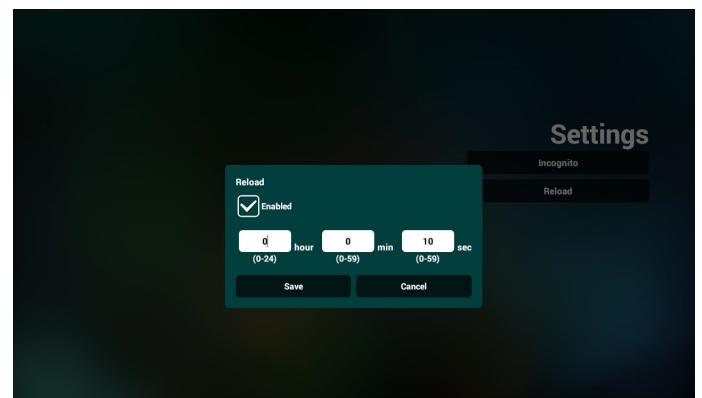 Settings
Incognito
Reload
Reload
Enabled
0 hour 0 min 10 sec
(0-24) (0-59) (0-59)
Save Cancel